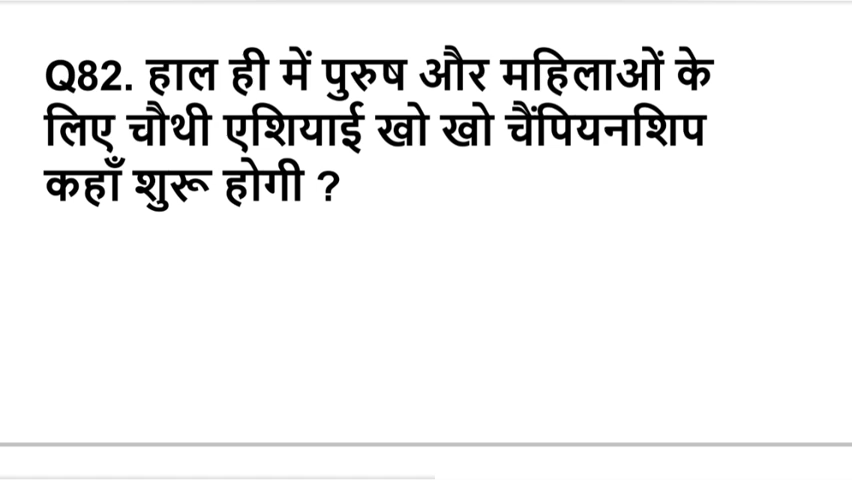 Q82. हाल ही में पुरुष और महिलाओं के
लिए चौथी एशियाई खो खो चैंपियनशिप
कहाँ शुरू होगी ?